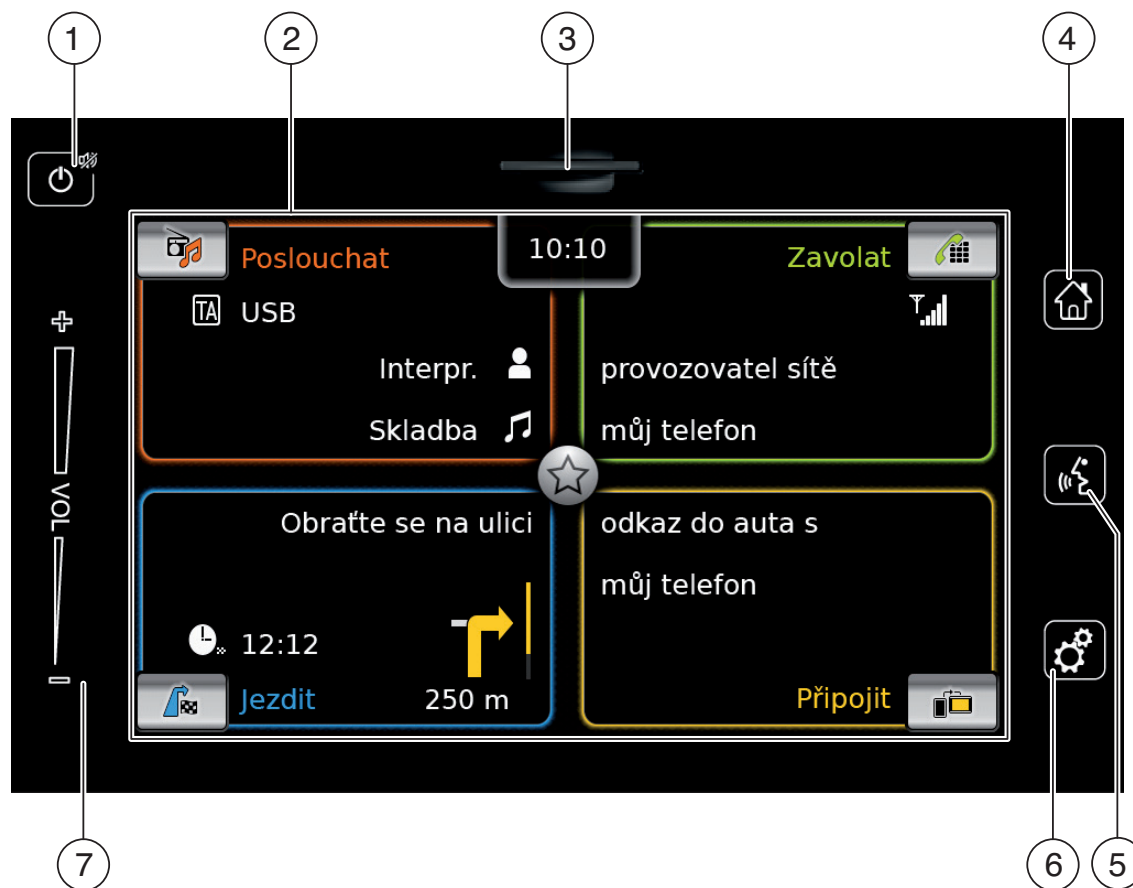 1
2
3
4
Poslouchat
10:10
Zavolat
TA USB
Interpr.
Skladba
provozovatel sítě
můj telefon
VOL
Obraťte se na ulici
12:12
Jezdit
250 m
odkaz do auta s
můj telefon
Připojit
7
6
5